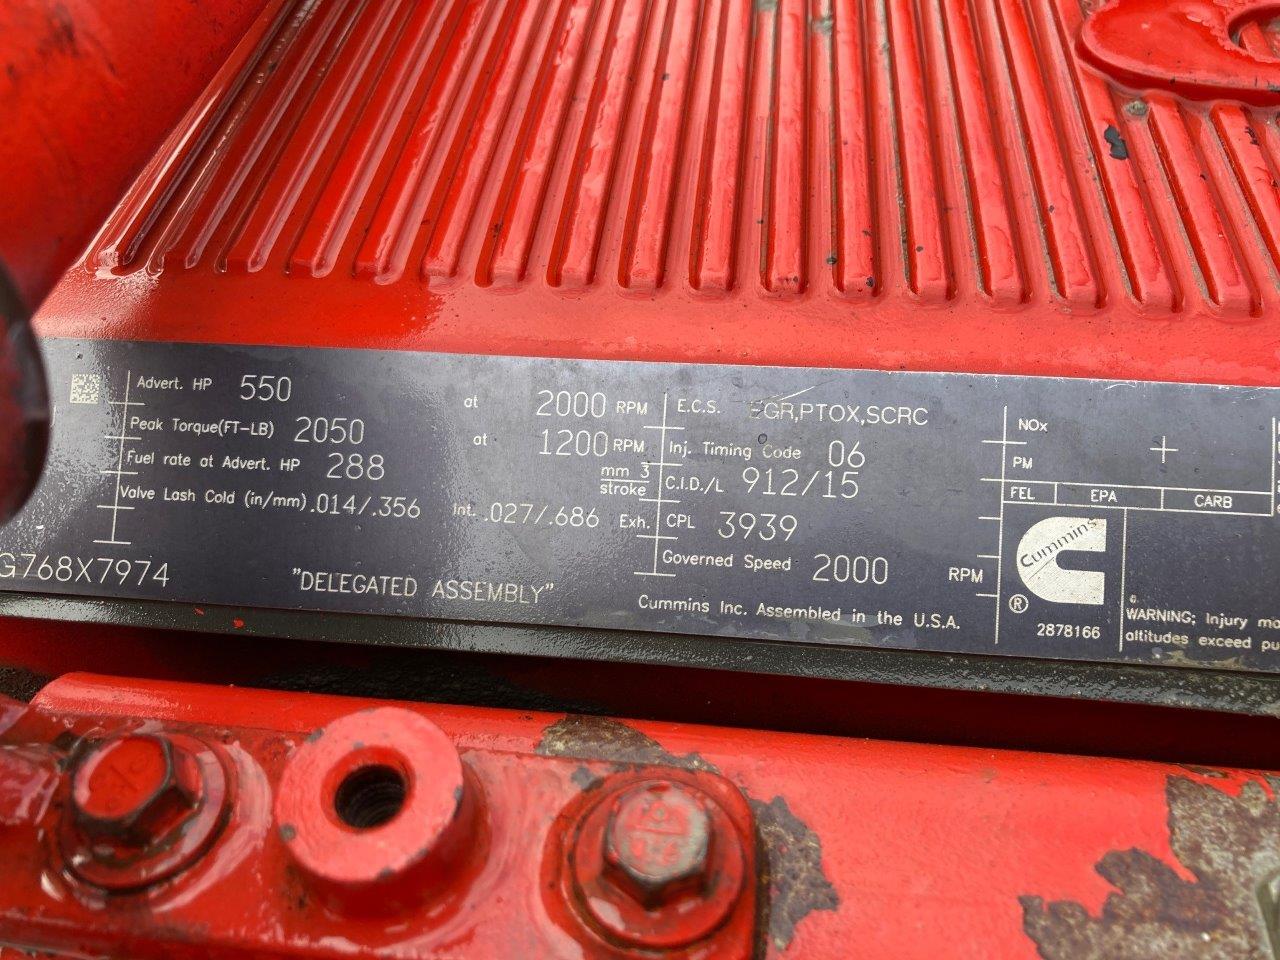 Advert. HP 550 at 2000 RPM
Peak Torque(FT-LB) 2050 at 1200 RPM
Fuel rate at Advert. HP 288 mm 3
stroke
Valve Lash Cold (in/mm) .014/.356 Int. .027/.686 Exh.
G768X7974
"DELEGATED ASSEMBLY"
E.C.S. EGR,PTOX,SCRC
Inj. Timing Code 06
C.I.D./L 912/15
CPL 3939
Governed Speed 2000 RPM
Cummins Inc. Assembled in the U.S.A.
NOx
PM
FEL EPA CARB
Cummins
®
2878166
WARNING: Injury
altitudes exceed